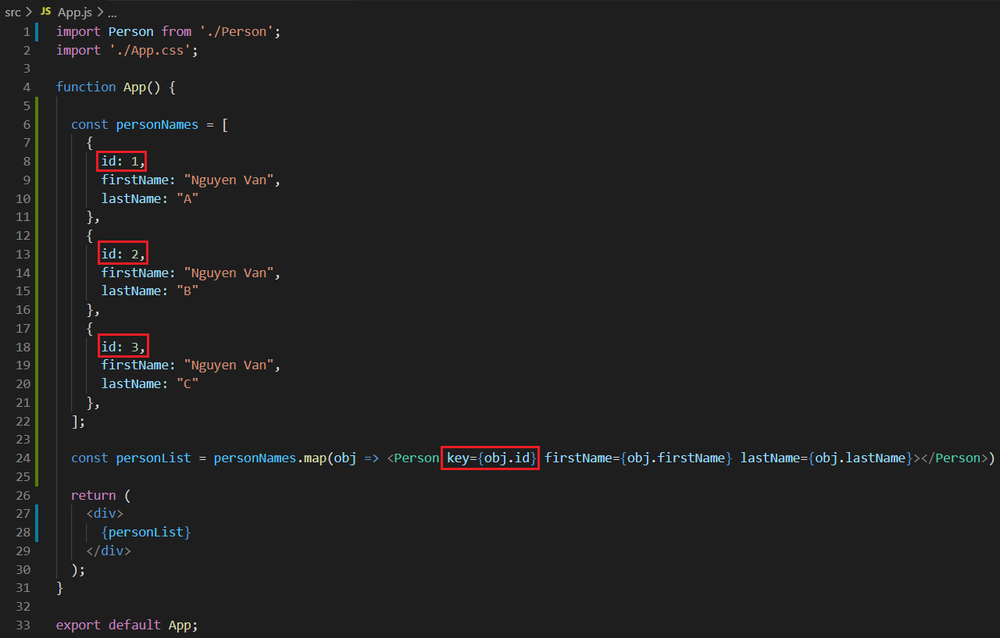 src > JS App.js > ...
1 import Person from './Person';
2 import './App.css';
3
4 function App() {
5
6   const personNames = [
7     {
8       id: 1,
9       firstName: "Nguyen Van",
10       lastName: "A"
11     },
12     {
13       id: 2,
14       firstName: "Nguyen Van",
15       lastName: "B"
16     },
17     {
18       id: 3,
19       firstName: "Nguyen Van",
20       lastName: "C"
21     },
22   ];
23
24   const personList = personNames.map(obj => <Person key={obj.id} firstName={obj.firstName} lastName={obj.lastName}></Person>)
25
26   return (
27     <div>
28       {personList}
29     </div>
30   );
31 }
32
33 export default App;